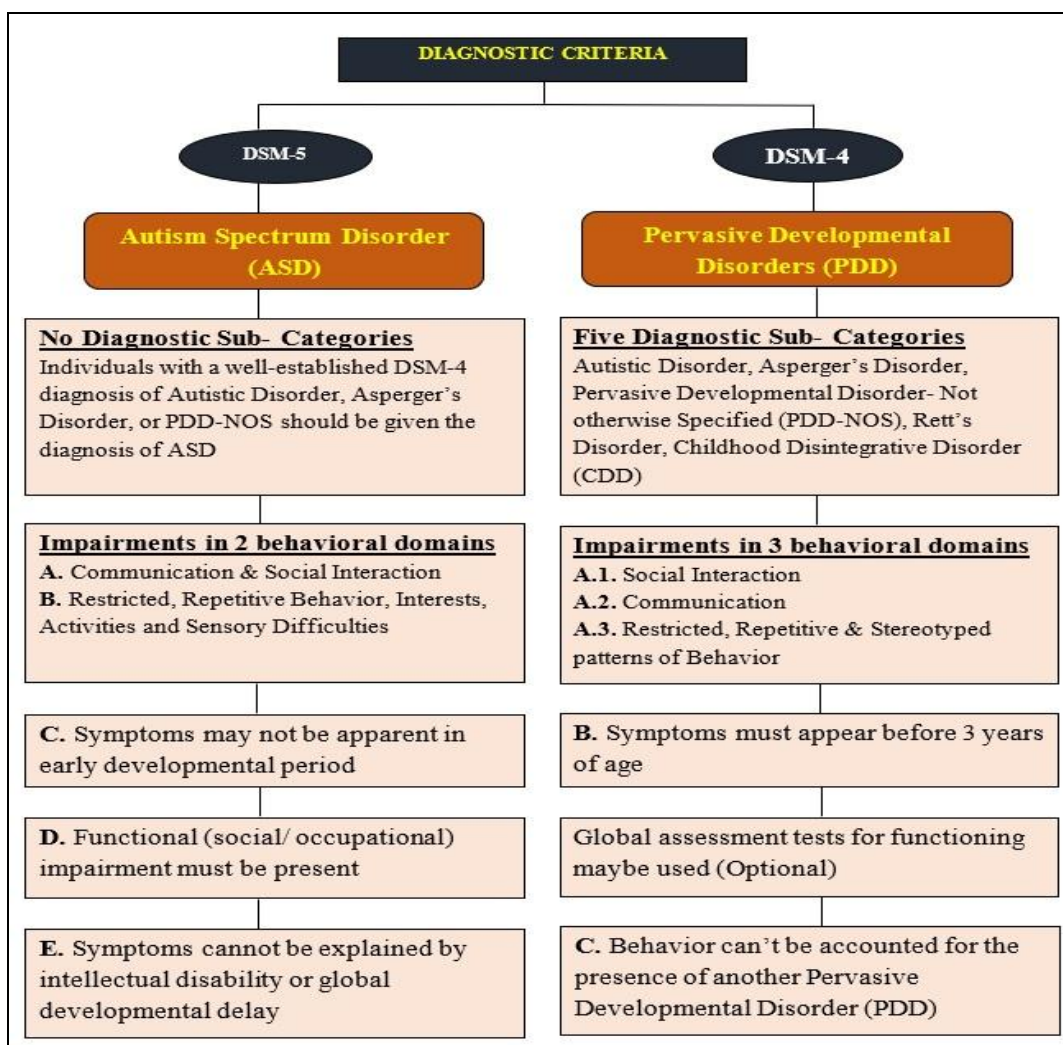 DIAGNOSTIC CRITERIA
DSM-5
Autism Spectrum Disorder
(ASD)
No Diagnostic Sub- Categories
Individuals with a well-established DSM-4
diagnosis of Autistic Disorder, Asperger's
Disorder, or PDD-NOS should be given the
diagnosis of ASD
Impairments in 2 behavioral domains
A. Communication & Social Interaction
B. Restricted, Repetitive Behavior, Interests,
Activities and Sensory Difficulties
C. Symptoms may not be apparent in
early developmental period
D. Functional (social/ occupational)
impairment must be present
E. Symptoms cannot be explained by
intellectual disability or global
developmental delay
DSM-4
Pervasive Developmental
Disorders (PDD)
Five Diagnostic Sub- Categories
Autistic Disorder, Asperger's Disorder,
Pervasive Developmental Disorder- Not
otherwise Specified (PDD-NOS), Rett's
Disorder, Childhood Disintegrative Disorder
(CDD)
Impairments in 3 behavioral domains
A.1. Social Interaction
A.2. Communication
A.3. Restricted, Repetitive & Stereotyped
patterns of Behavior
B. Symptoms must appear before 3 years
of age
Global assessment tests for functioning
maybe used (Optional)
C. Behavior can't be accounted for the
presence of another Pervasive
Developmental Disorder (PDD)